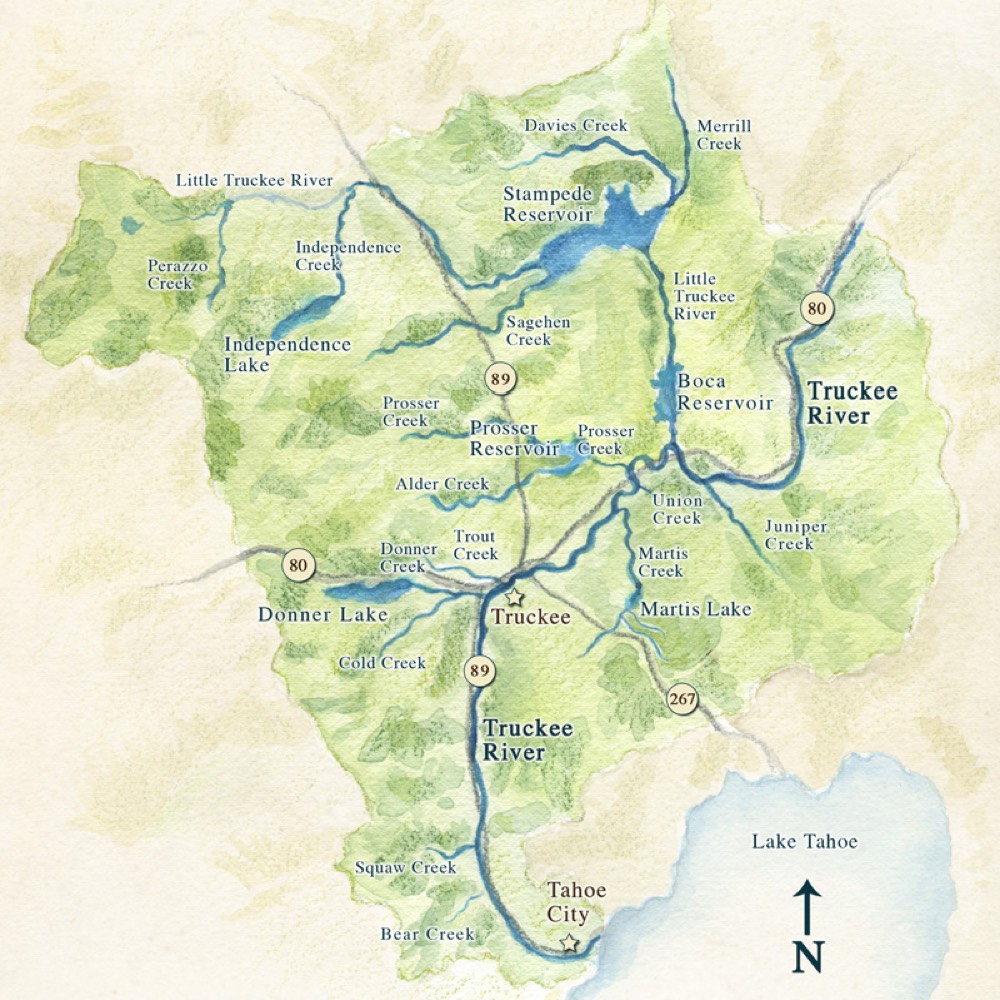 Davies Creek
Merrill
Creek
Little Truckee River
Stampede
Reservoir
Independence
Creek
Perazzo
Creek
Little
Truckee
River
80
Sagehen
Creek
Independence
Lake
89
Boca
Reservoir
Truckee
River
Prosser
Creek
Prosser
Reservoir
Prosser
Creek
Alder Creek
Union
Creek
Juniper
Creek
Trout
Creek
Donner
Creek
Martis
Creek
80
Donner Lake
Truckee
Martis Lake
Cold Creek
89
267
Truckee
River
Lake Tahoe
Squaw Creek
Tahoe
City
Bear Creek
N